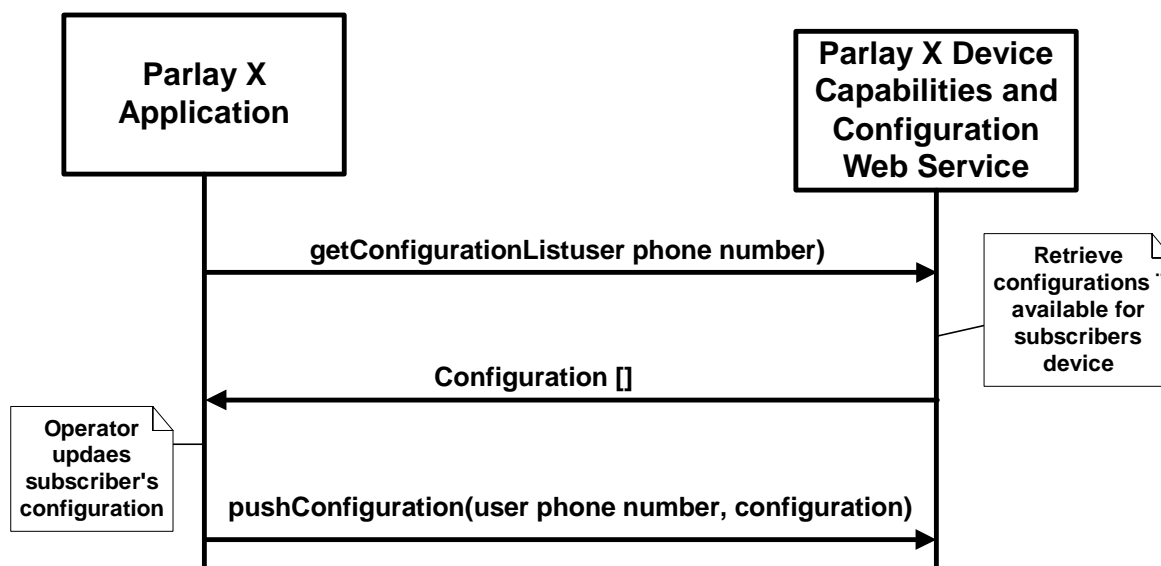 Parlay X
Application
Parlay X Device
Capabilities and
Configuration
Web Service
getConfigurationListuser phone number)
Retrieve
configurations
available for
subscribers
device
Configuration []
Operator
updaes
subscriber's
configuration
pushConfiguration(user phone number, configuration)